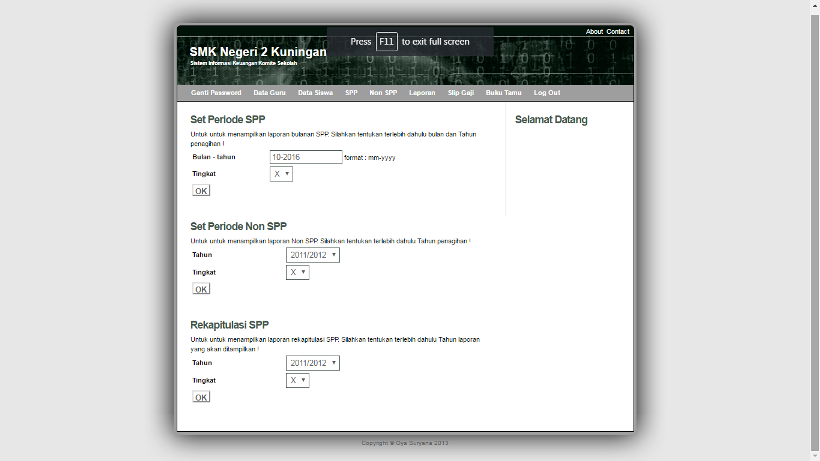 About Contact
Press F11 to exit full screen
SMK Negeri 2 Kuningan
Sistem Informasi Keuangan Komite Sekolah
Ganti Password Data Guru Data Siswa SPP Non SPP Laporan Slip Gaji Buku Tamu Log Out
Set Periode SPP
Untuk untuk menampilkan laporan bulanan SPP. Silahkan tentukan terlebih dahulu bulan dan Tahun
penagihan !
Bulan - tahun 10-2016 format : mm-yyyy
Tingkat X
OK
Selamat Datang
Set Periode Non SPP
Untuk untuk menampilkan laporan Non SPP. Silahkan tentukan terlebih dahulu Tahun penagihan !
Tahun 2011/2012
Tingkat X
OK
Rekapitulasi SPP
Untuk untuk menampilkan laporan rekapitulasi SPP. Silahkan tentukan terlebih dahulu Tahun laporan
yang akan ditampilkan !
Tahun 2011/2012
Tingkat X
OK
Copyright © Oya Suryana 2013